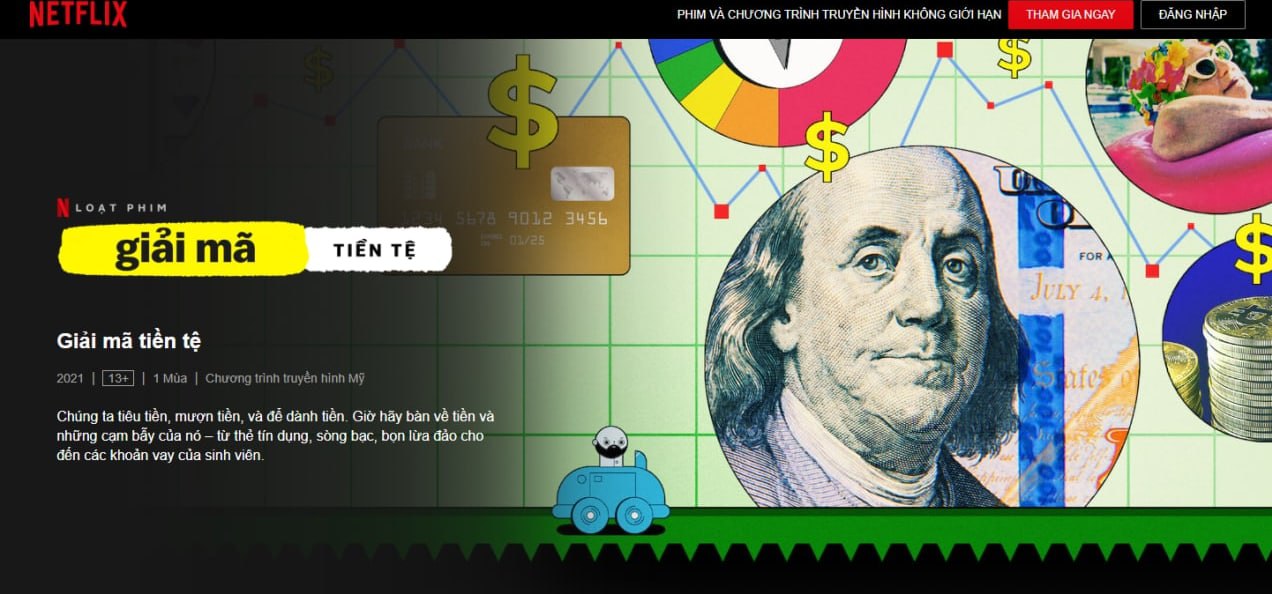 NETFLIX
PHIM VÀ CHƯƠNG TRÌNH TRUYỀN HÌNH KHÔNG GIỚI HẠN
THAM GIA NGAY
ĐĂNG NHẬP
N LOẠT PHIM
giải mã
TIỀN TỆ
Giải mã tiền tệ
2021 | 13+ | 1 Mùa | Chương trình truyền hình Mỹ
Chúng ta tiêu tiền, mượn tiền, và để dành tiền. Giờ hãy bàn về tiền và
những cạm bẫy của nó – từ thẻ tín dụng, sòng bạc, bọn lừa đảo cho
đến các khoản vay của sinh viên.
BANK
1234 5678 9012 3456
01/25
$
$
$
$
$
FOR
JULY 4,
States